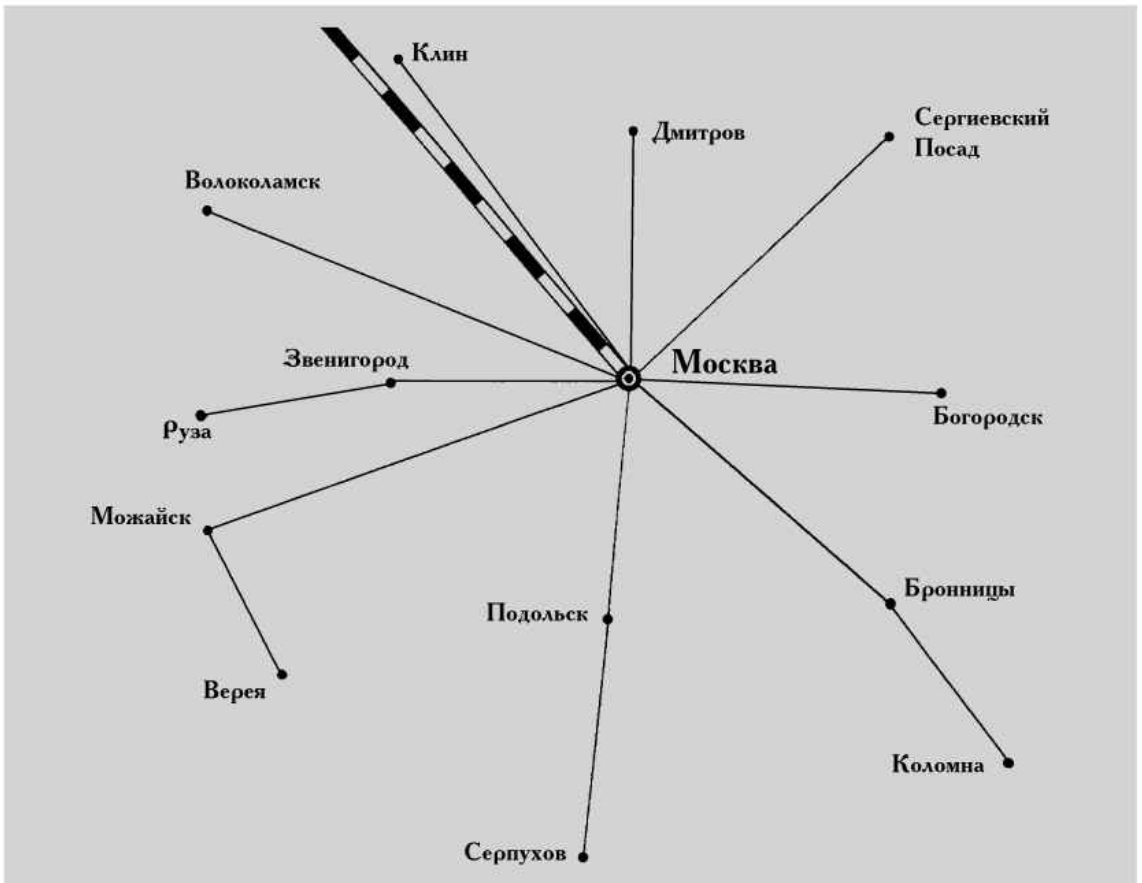 Клин
Дмитров
Сергиевский
Посад
Волоколамск
Звенигород
Москва
Руза
Богородск
Можайск
Бронницы
Подольск
Верея
Коломна
Серпухов